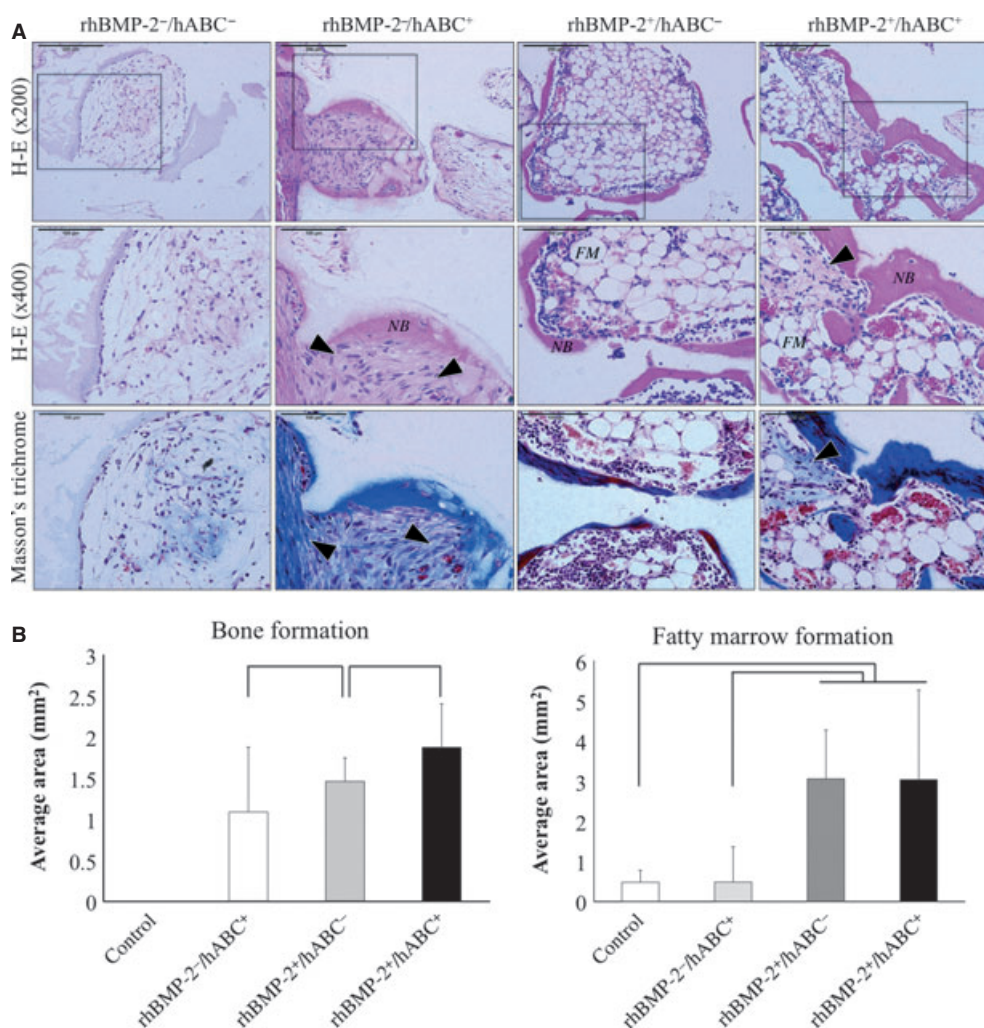 A
rhBMP-2⁻/hABC⁻
rhBMP-2⁻/hABC⁺
rhBMP-2⁺/hABC⁻
rhBMP-2⁺/hABC⁺
H-E (x200)
H-E (x400)
NB
FM
NB
NB
FM
Masson's trichrome
B
Bone formation
Average area (mm²)
3
2.5
2
1.5
1
0.5
0
Control
rhBMP-2⁻/hABC⁺
rhBMP-2⁺/hABC⁻
rhBMP-2⁺/hABC⁺
Fatty marrow formation
Average area (mm²)
6
5
4
3
2
1
0
Control
rhBMP-2⁻/hABC⁺
rhBMP-2⁺/hABC⁻
rhBMP-2⁺/hABC⁺